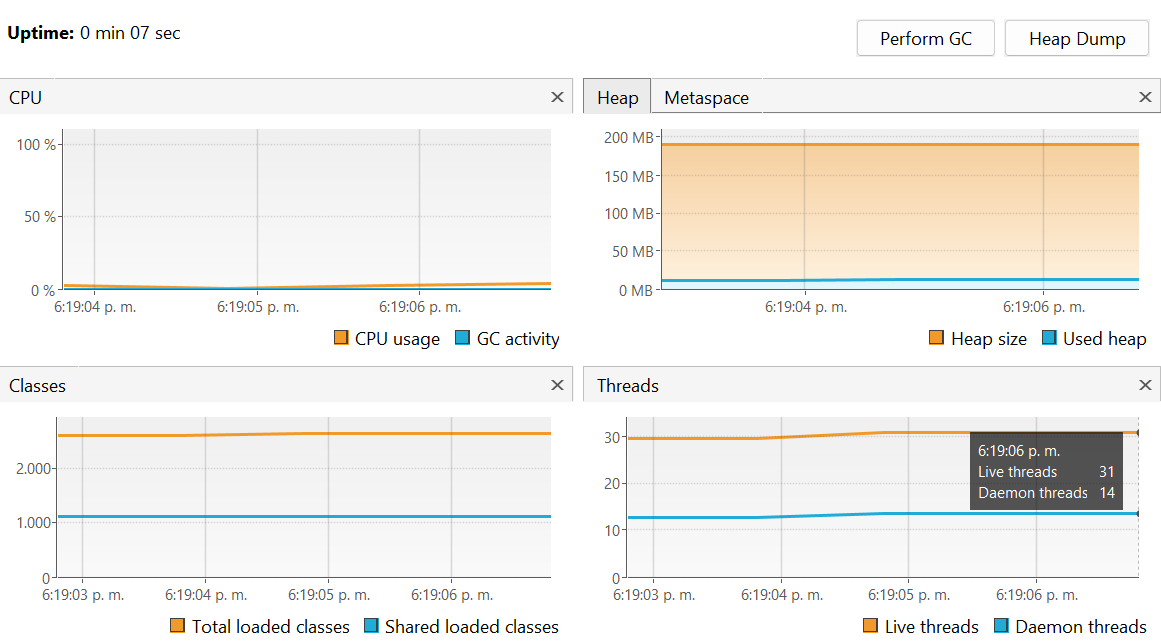 Uptime: 0 min 07 sec
Perform GC
Heap Dump
CPU
100 %
50 %
0 %
6:19:04 p. m.
6:19:05 p. m.
6:19:06 p. m.
CPU usage
GC activity
Heap
Metaspace
200 MB
150 MB
100 MB
50 MB
0 MB
6:19:04 p. m.
6:19:06 p. m.
Heap size
Used heap
Classes
2.000
1.000
0
6:19:03 p. m.
6:19:04 p. m.
6:19:05 p. m.
6:19:06 p. m.
Total loaded classes
Shared loaded classes
Threads
30
20
10
0
6:19:06 p. m.
Live threads 31
Daemon threads 14
6:19:03 p. m.
6:19:04 p. m.
6:19:05 p. m.
6:19:06 p. m.
Live threads
Daemon threads